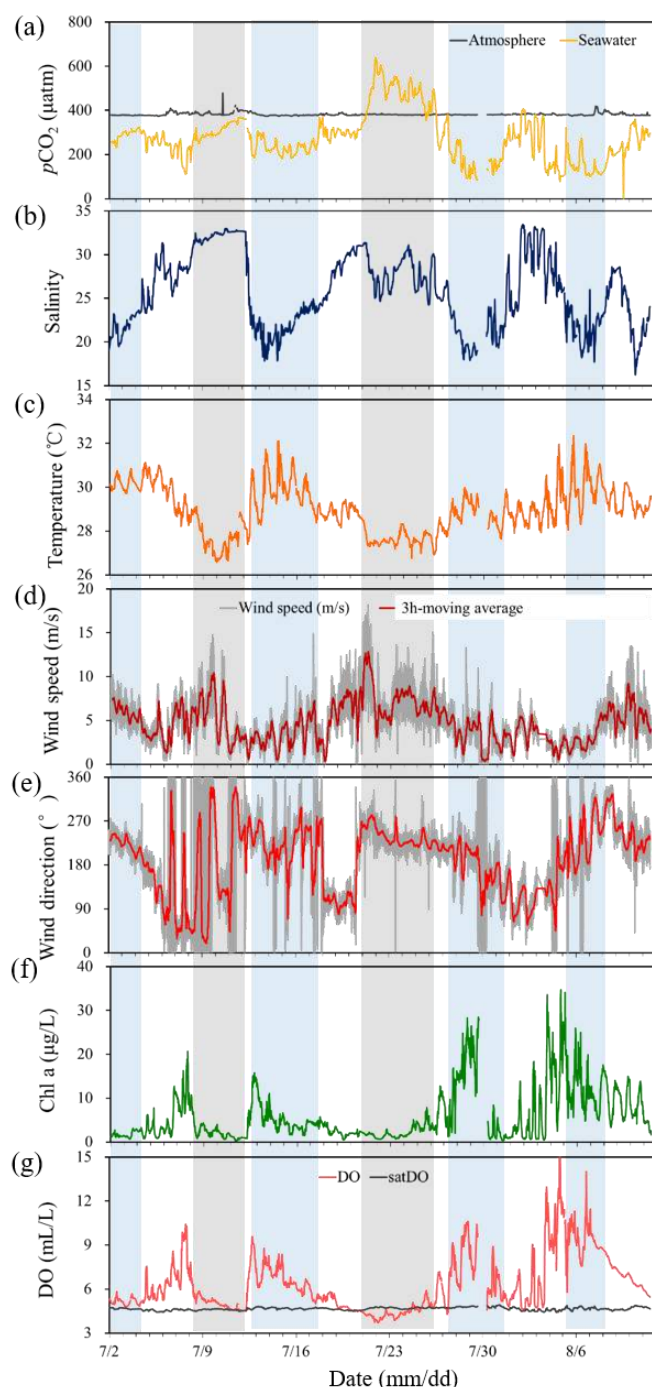 (a)
800
600
400
200
0
pCO₂ (μatm)
Atmosphere
Seawater
(b)
35
30
25
20
15
Salinity
(c)
34
32
30
28
26
Temperature (℃)
(d)
20
15
10
5
0
Wind speed (m/s)
Wind speed (m/s)
3h-moving average
(e)
360
270
180
90
0
Wind direction (°)
(f)
40
30
20
10
0
Chl a (μg/L)
(g)
15
12
9
6
3
DO (mL/L)
DO
satDO
7/2 7/9 7/16 7/23 7/30 8/6
Date (mm/dd)